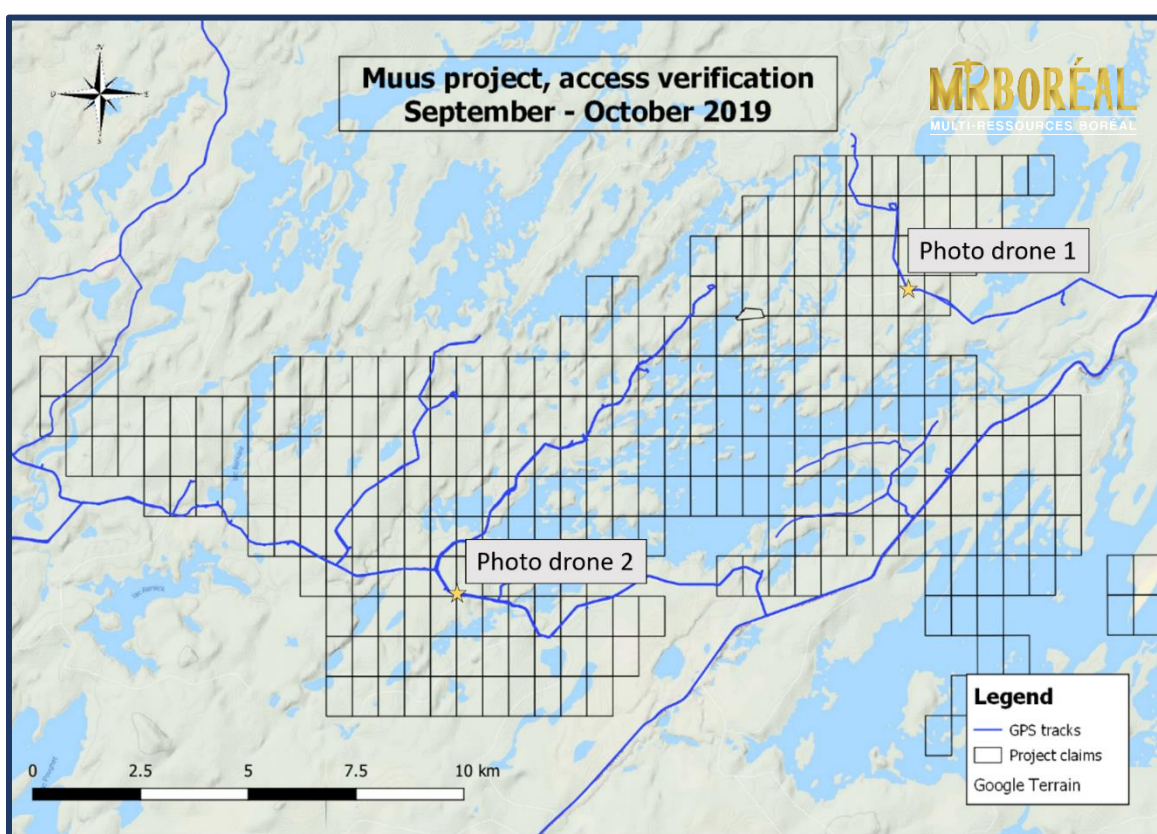 N
O
E
S
Muus project, access verification
September - October 2019
MRBORÉAL
MULTI-RESSOURCES BORÉAL
Photo drone 1
Photo drone 2
Legend
GPS tracks
Project claims
Google Terrain
0 2.5 5 7.5 10 km